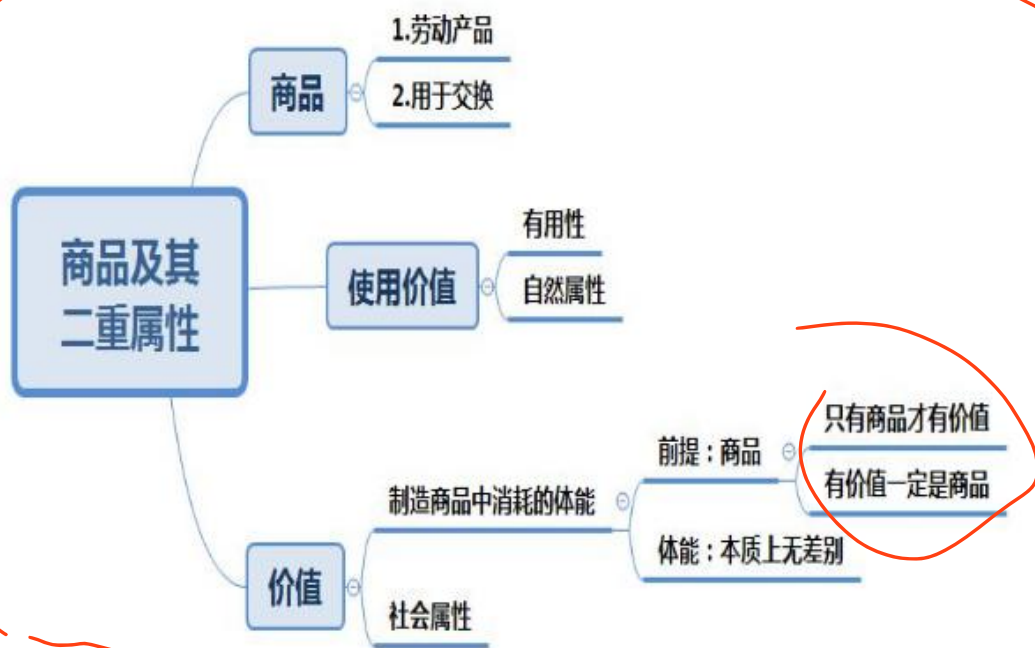 商品及其
二重属性
商品
1.劳动产品
2.用于交换
使用价值
有用性
自然属性
价值
制造商品中消耗的体能
前提：商品
只有商品才有价值
有价值一定是商品
体能：本质上无差别
社会属性